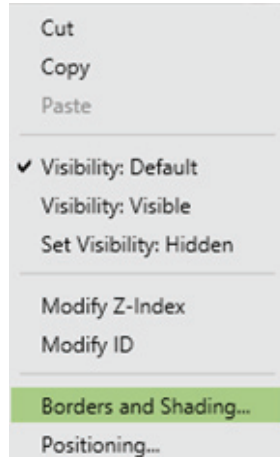 Cut
Copy
Paste
✔ Visibility: Default
Visibility: Visible
Set Visibility: Hidden
Modify Z-Index
Modify ID
Borders and Shading...
Positioning...